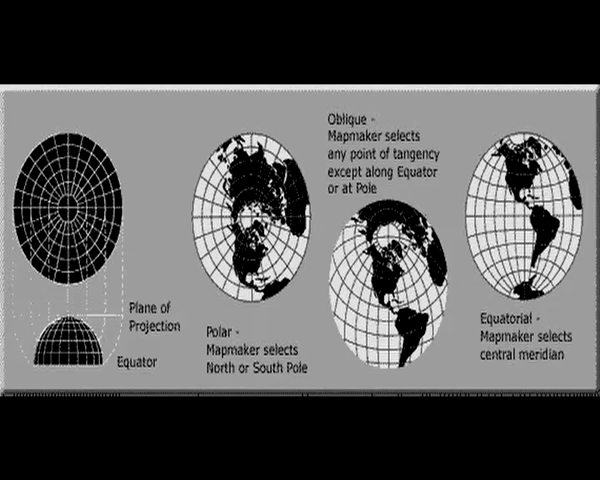 Plane of
Projection
Equator
Polar -
Mapmaker selects
North or South Pole
Oblique -
Mapmaker selects
any point of tangency
except along Equator
or at Pole
Equatorial -
Mapmaker selects
central meridian